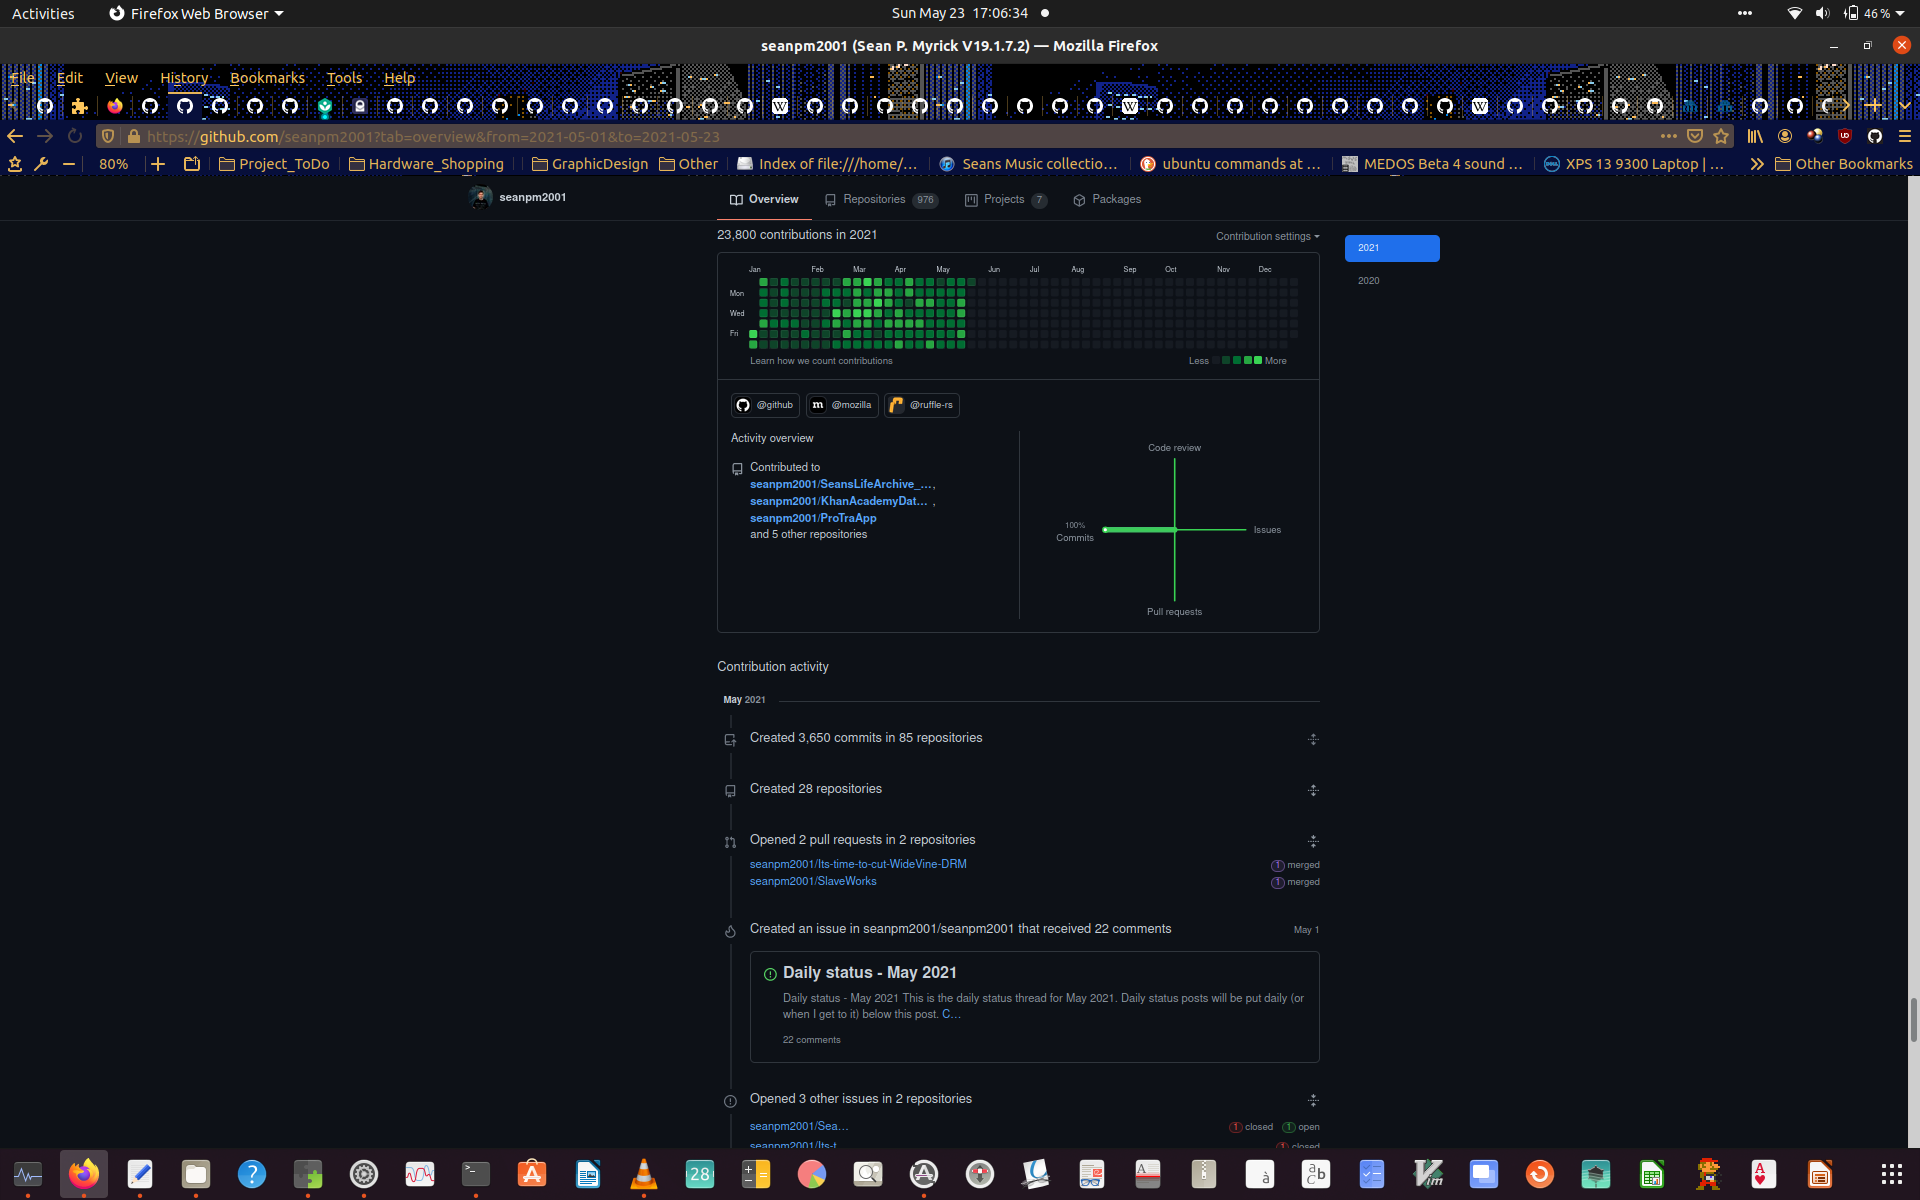 Activities
Firefox Web Browser
Sun May 23 17:06:34
46 %
seanpm2001 (Sean P. Myrick V19.1.7.2) — Mozilla Firefox
File Edit View History Bookmarks Tools Help
https://github.com/seanpm2001?tab=overview&from=2021-05-01&to=2021-05-23
80%
Project_ToDo
Hardware_Shopping
GraphicDesign
Other
Index of file:///home/…
Seans Music collectio…
ubuntu commands at …
MEDOS Beta 4 sound …
XPS 13 9300 Laptop | …
Other Bookmarks
seanpm2001
Overview
Repositories 976
Projects 7
Packages
23,800 contributions in 2021
Contribution settings
2021
2020
Jan Feb Mar Apr May Jun Jul Aug Sep Oct Nov Dec
Mon
Wed
Fri
Learn how we count contributions
Less More
@github
@mozilla
@ruffle-rs
Activity overview
Contributed to
seanpm2001/SeansLifeArchive_…,
seanpm2001/KhanAcademyDat… ,
seanpm2001/ProTraApp
and 5 other repositories
Code review
100%
Commits
Issues
Pull requests
Contribution activity
May 2021
Created 3,650 commits in 85 repositories
Created 28 repositories
Opened 2 pull requests in 2 repositories
seanpm2001/Its-time-to-cut-WideVine-DRM
1 merged
seanpm2001/SlaveWorks
1 merged
Created an issue in seanpm2001/seanpm2001 that received 22 comments
May 1
Daily status - May 2021
Daily status - May 2021 This is the daily status thread for May 2021. Daily status posts will be put daily (or
when I get to it) below this post. C…
22 comments
Opened 3 other issues in 2 repositories
seanpm2001/Sea…
1 closed 1 open
seanpm2001/Its-t…
1 closed
28